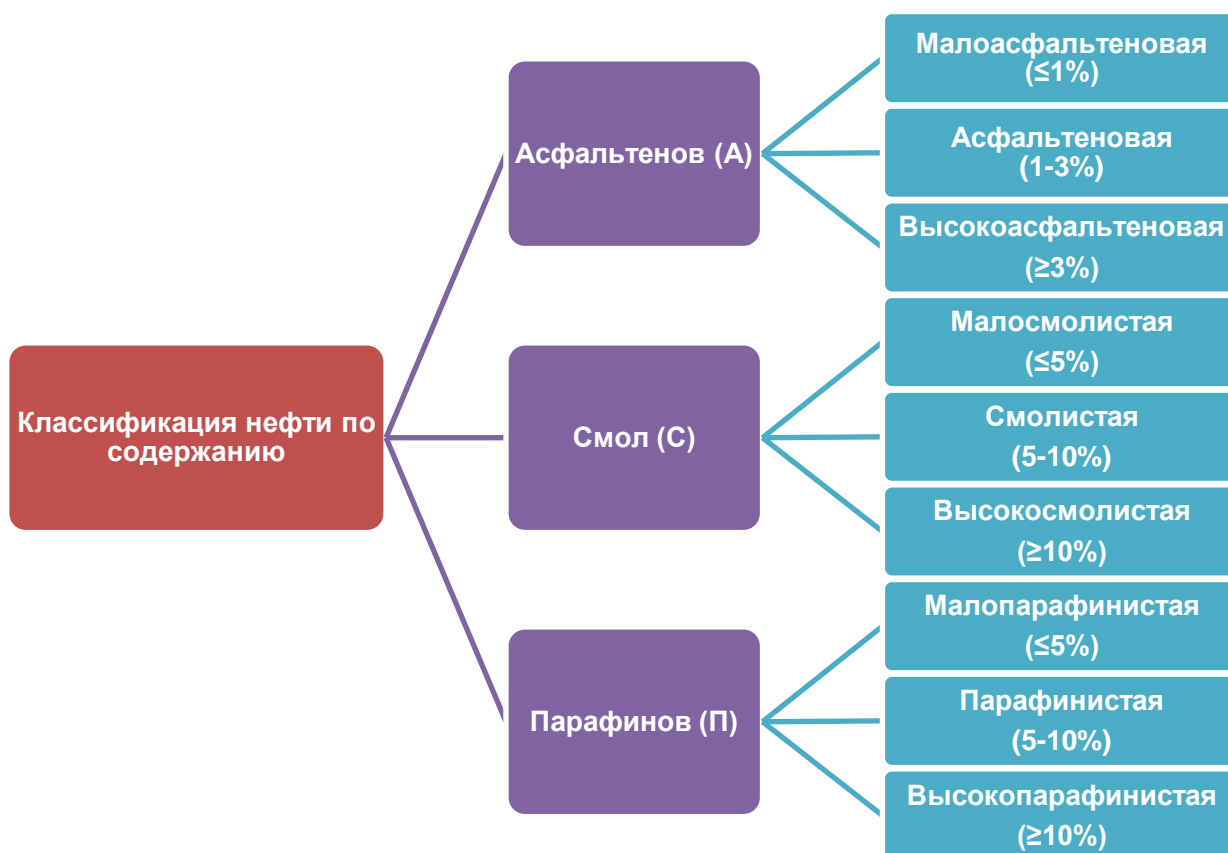 Классификация нефти по
содержанию
Асфальтенов (А)
Малоасфальтеновая
(≤1%)
Асфальтеновая
(1-3%)
Высокоасфальтеновая
(≥3%)
Смол (С)
Малосмолистая
(≤5%)
Смолистая
(5-10%)
Высокосмолистая
(≥10%)
Парафинов (П)
Малопарафинистая
(≤5%)
Парафинистая
(5-10%)
Высокопарафинистая
(≥10%)